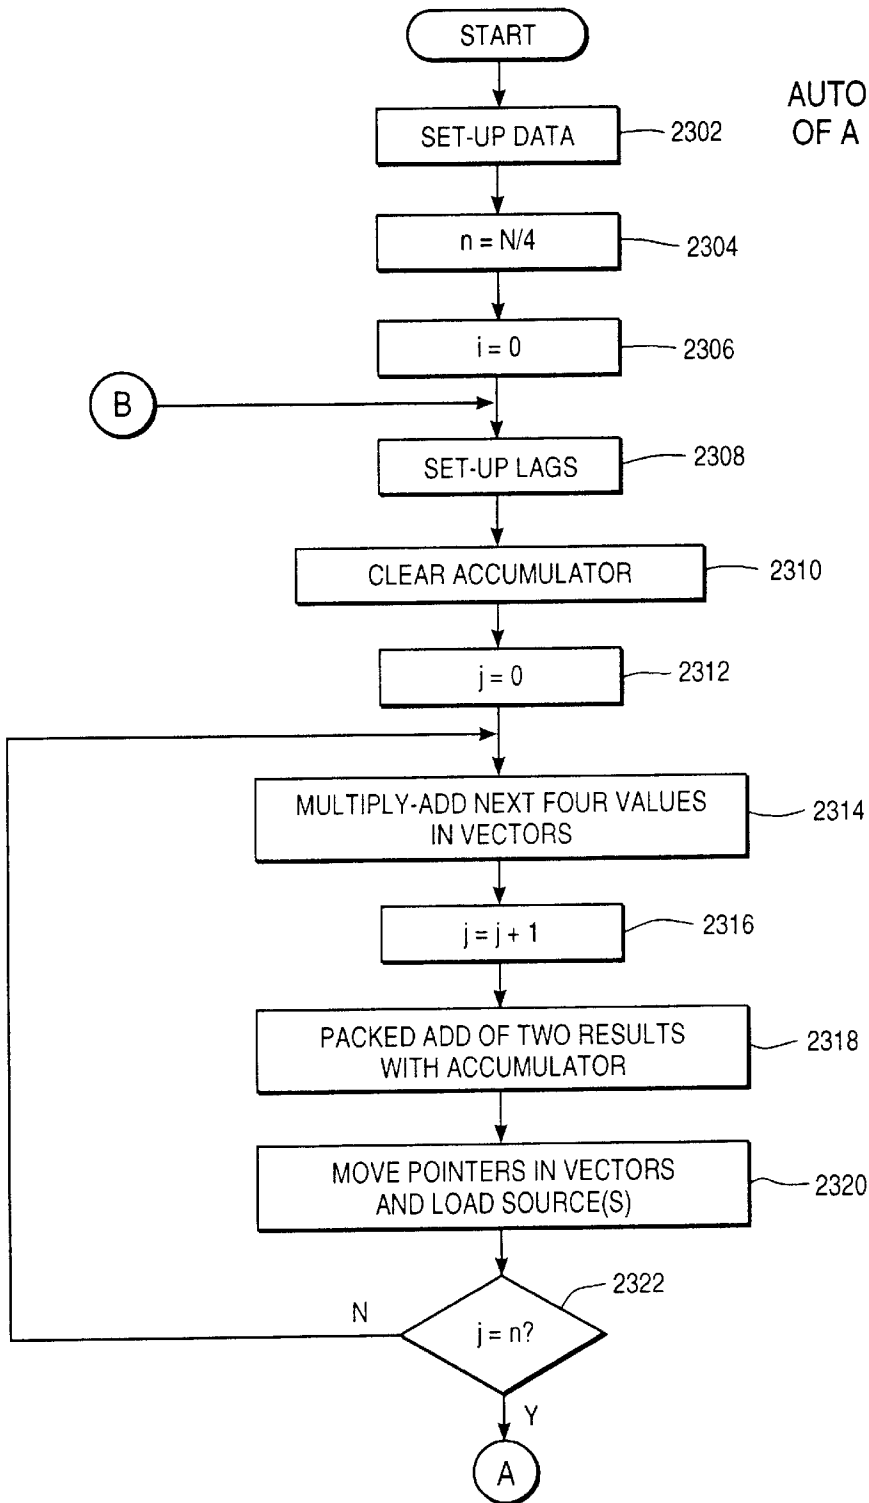 START
AUTO
OF A
SET-UP DATA
2302
n = N/4
2304
i = 0
2306
B
SET-UP LAGS
2308
CLEAR ACCUMULATOR
2310
j = 0
2312
MULTIPLY-ADD NEXT FOUR VALUES
IN VECTORS
2314
j = j + 1
2316
PACKED ADD OF TWO RESULTS
WITH ACCUMULATOR
2318
MOVE POINTERS IN VECTORS
AND LOAD SOURCE(S)
2320
2322
N
j = n?
Y
A